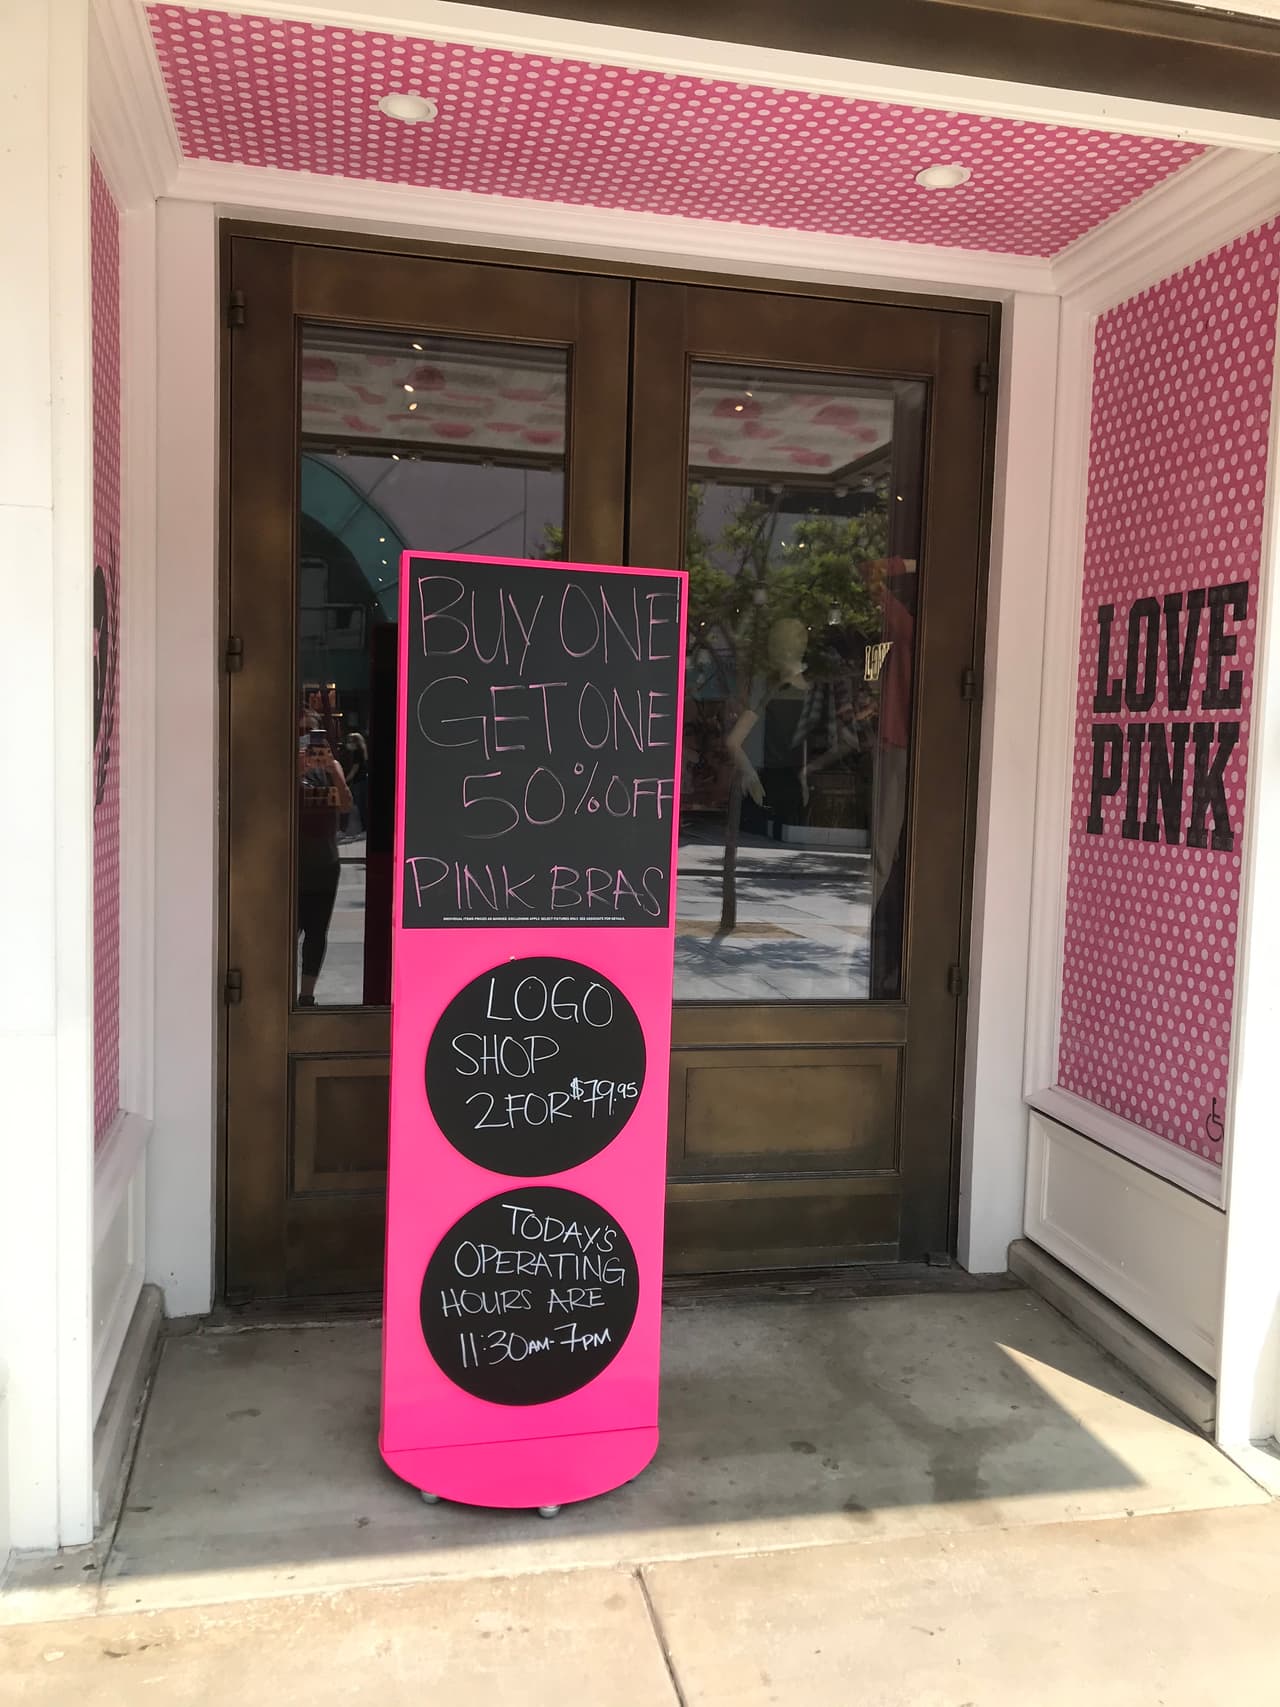 BUY ONE
GET ONE
50% OFF
PINK BRAS
LOGO
SHOP
2 FOR $79.95
TODAY'S
OPERATING
HOURS ARE
11:30AM-7PM
LOVE
PINK